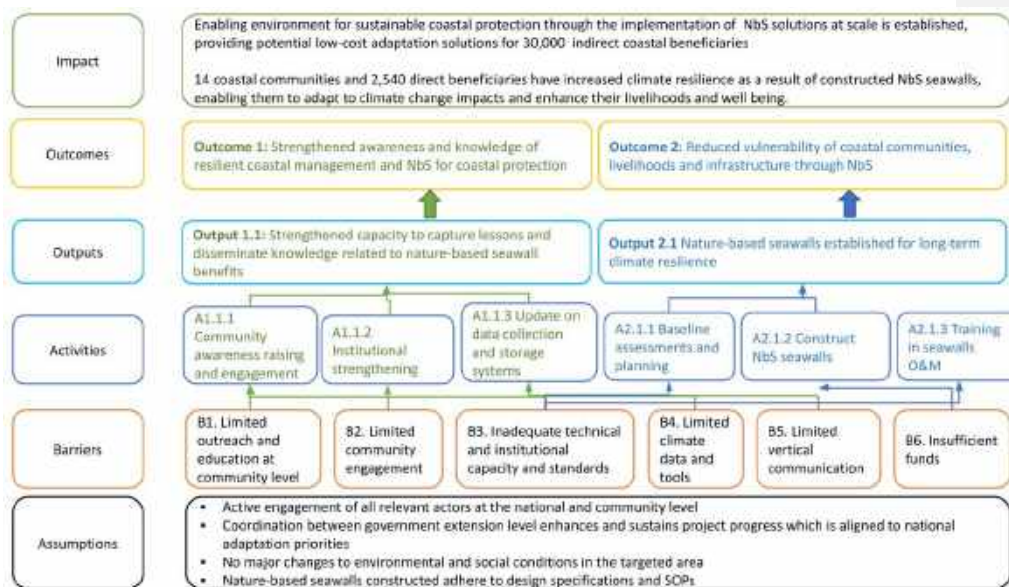 Impact
Enabling environment for sustainable coastal protection through the implementation of NbS solutions at scale is established,
providing potential low-cost adaptation solutions for 30,000 indirect coastal beneficiaries
14 coastal communities and 2,540 direct beneficiaries have increased climate resilience as a result of constructed NbS seawalls,
enabling them to adapt to climate change impacts and enhance their livelihoods and well being.
Outcomes
Outcome 1: Strengthened awareness and knowledge of
resilient coastal management and NbS for coastal protection
Outcome 2: Reduced vulnerability of coastal communities,
livelihoods and infrastructure through NbS
Outputs
Output 1.1: Strengthened capacity to capture lessons and
disseminate knowledge related to nature-based seawall
benefits
Output 2.1 Nature-based seawalls established for long-term
climate resilience
Activities
A1.1.1
Community
awareness raising
and engagement
A1.1.2
Institutional
strengthening
A1.1.3 Update on
data collection
and storage
systems
A2.1.1 Baseline
assessments and
planning
A2.1.2 Construct
NbS seawalls
A2.1.3 Training
in seawalls
O&M
Barriers
B1. Limited
outreach and
education at
community level
B2. Limited
community
engagement
B3. Inadequate technical
and institutional
capacity and standards
B4. Limited
climate
data and
tools
B5. Limited
vertical
communication
B6. Insufficient
funds
Assumptions
• Active engagement of all relevant actors at the national and community level
• Coordination between government extension level enhances and sustains project progress which is aligned to national
adaptation priorities
• No major changes to environmental and social conditions in the targeted area
• Nature-based seawalls constructed adhere to design specifications and SOPs